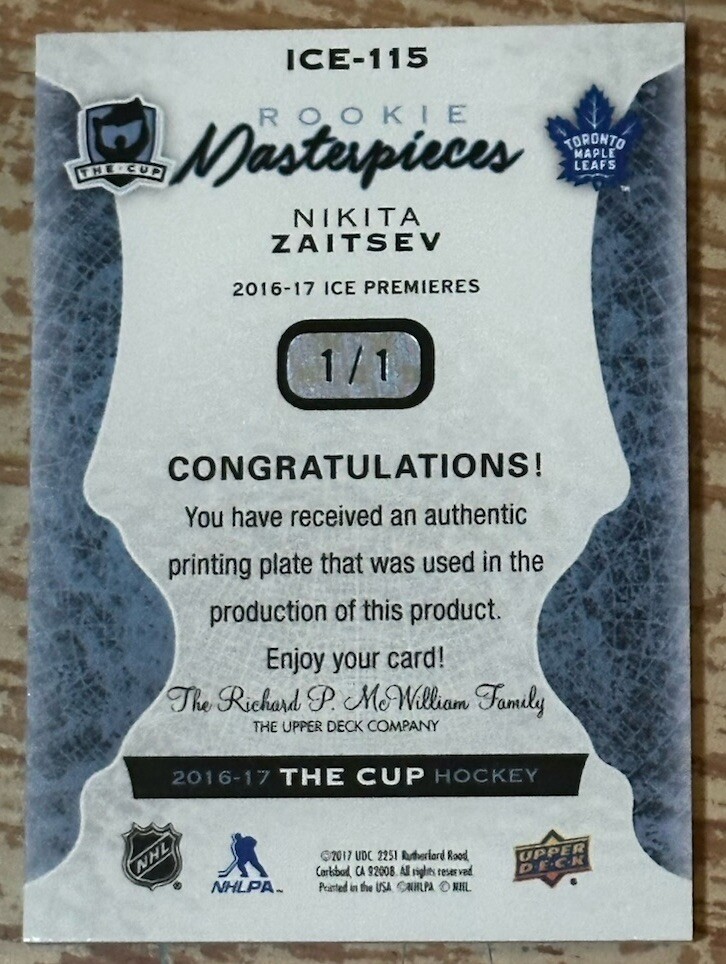 ICE-115
ROOKIE
Masterpieces
THE CUP
TORONTO
MAPLE
LEAFS
NIKITA
ZAITSEV
2016-17 ICE PREMIERES
1/1
CONGRATULATIONS!
You have received an authentic
printing plate that was used in the
production of this product.
Enjoy your card!
The Richard P. McWilliam Family
THE UPPER DECK COMPANY
2016-17 THE CUP HOCKEY
NHL
NHLPA
©2017 UDC. 2251 Rutherford Road,
Carlsbad, CA 92008. All rights reserved.
Printed in the USA ©NHLPA © NHL.
UPPER
DECK